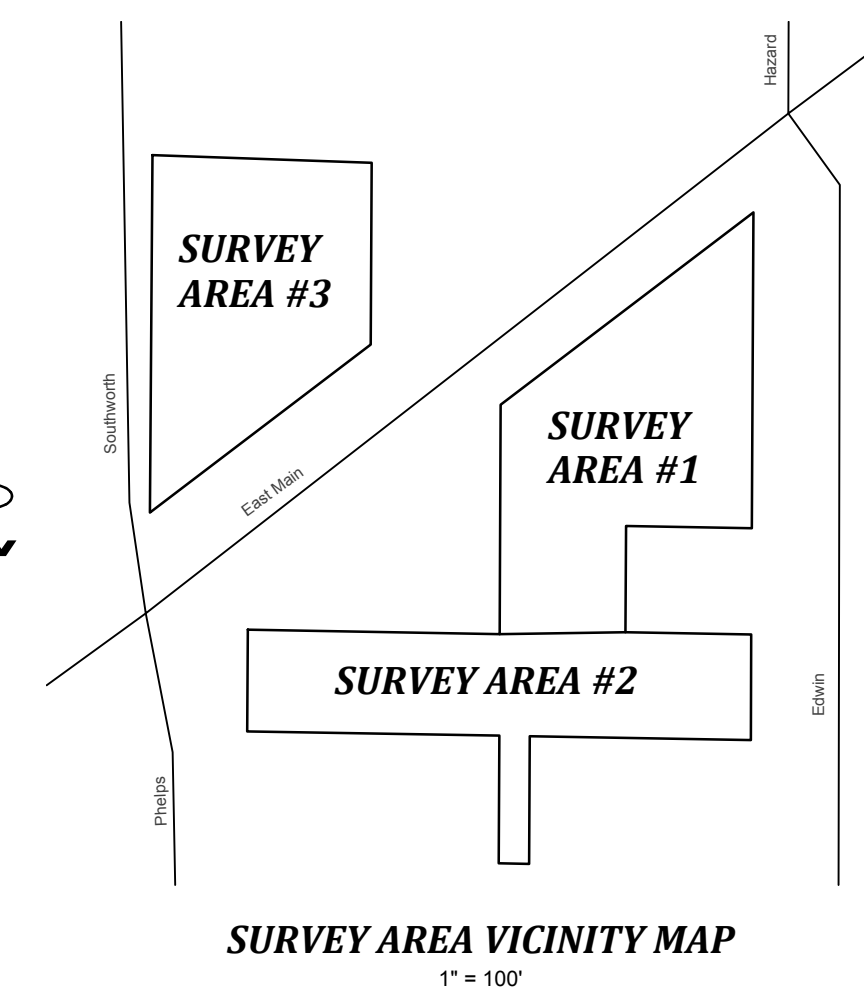 Hazard
SURVEY
AREA #3
Southworth
SURVEY
AREA #1
East Main
SURVEY AREA #2
Edwin
Phelps
SURVEY AREA VICINITY MAP
1" = 100'